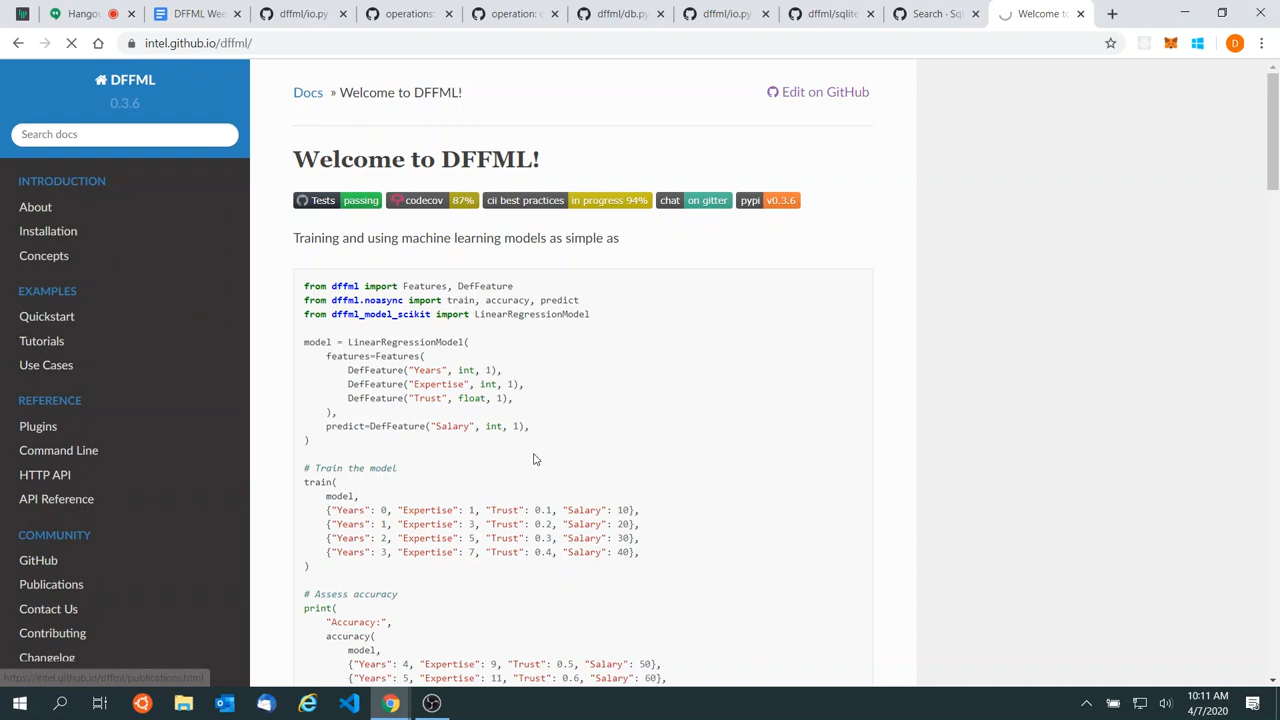 Hangou
DFFML Wee
dffml/io.py
operations:
operation: c
dffml/db.py
dffml/io.py
dffml/sqlite
Search · Sql
Welcome to
intel.github.io/dffml/
D
DFFML
0.3.6
Search docs
INTRODUCTION
About
Installation
Concepts
EXAMPLES
Quickstart
Tutorials
Use Cases
REFERENCE
Plugins
Command Line
HTTP API
API Reference
COMMUNITY
GitHub
Publications
Contact Us
Contributing
Changelog
https://intel.github.io/dffml/publications.html
Docs » Welcome to DFFML!
Edit on GitHub
Welcome to DFFML!
Tests passing codecov 87% cii best practices in progress 94% chat on gitter pypi v0.3.6
Training and using machine learning models as simple as
from dffml import Features, DefFeature
from dffml.noasync import train, accuracy, predict
from dffml_model_scikit import LinearRegressionModel
model = LinearRegressionModel(
features=Features(
DefFeature("Years", int, 1),
DefFeature("Expertise", int, 1),
DefFeature("Trust", float, 1),
),
predict=DefFeature("Salary", int, 1),
)
# Train the model
train(
model,
{"Years": 0, "Expertise": 1, "Trust": 0.1, "Salary": 10},
{"Years": 1, "Expertise": 3, "Trust": 0.2, "Salary": 20},
{"Years": 2, "Expertise": 5, "Trust": 0.3, "Salary": 30},
{"Years": 3, "Expertise": 7, "Trust": 0.4, "Salary": 40},
)
# Assess accuracy
print(
"Accuracy:",
accuracy(
model,
{"Years": 4, "Expertise": 9, "Trust": 0.5, "Salary": 50},
{"Years": 5, "Expertise": 11, "Trust": 0.6, "Salary": 60},
10:11 AM
4/7/2020